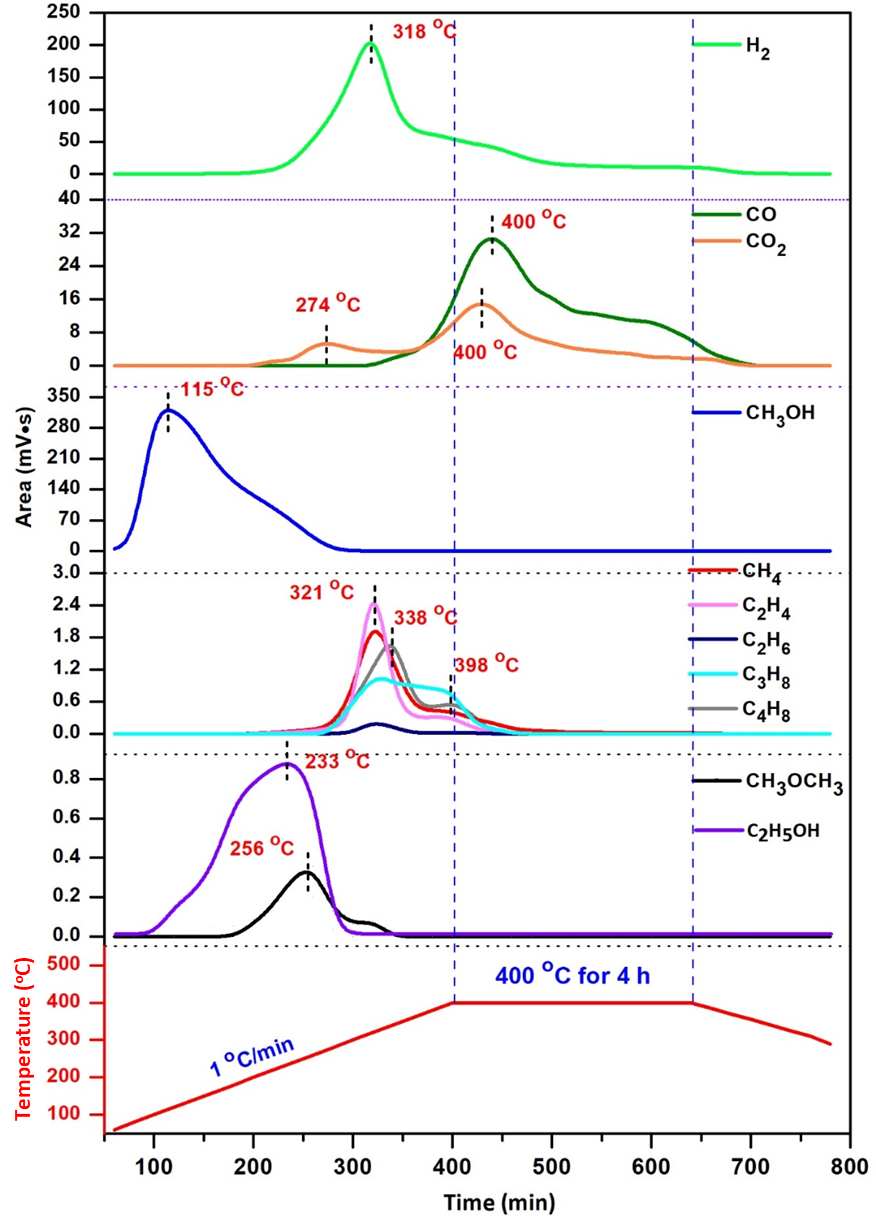 250
200
150
100
50
0
318 °C
H₂
40
32
24
16
8
0
400 °C
274 °C
400 °C
CO
CO₂
350
280
210
140
70
0
115 °C
CH₃OH
Area (mV•s)
3.0
2.4
1.8
1.2
0.6
0.0
321 °C
338 °C
398 °C
CH₄
C₂H₄
C₂H₆
C₃H₈
C₄H₈
0.8
0.6
0.4
0.2
0.0
233 °C
256 °C
CH₃OCH₃
C₂H₅OH
Temperature (°C)
500
400
300
200
100
1 °C/min
400 °C for 4 h
100 200 300 400 500 600 700 800
Time (min)